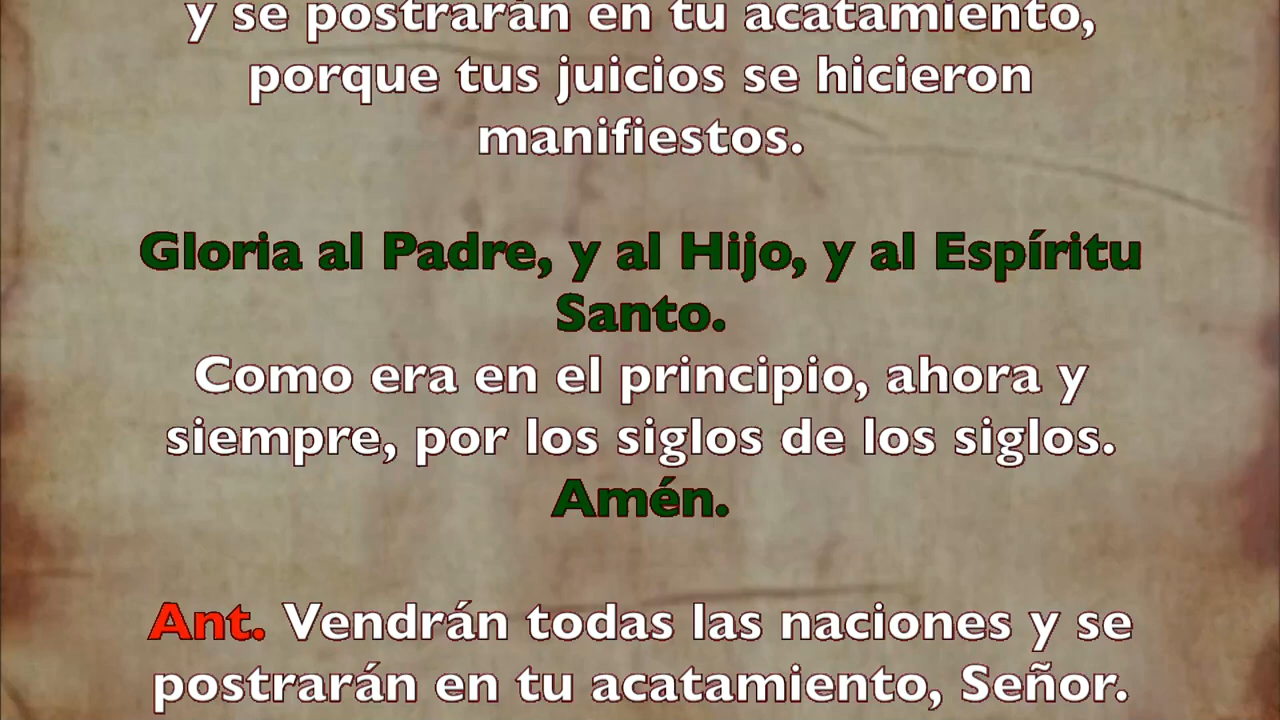 y se postrarán en tu acatamiento,
porque tus juicios se hicieron
manifiestos.
Gloria al Padre, y al Hijo, y al Espíritu
Santo.
Como era en el principio, ahora y
siempre, por los siglos de los siglos.
Amén.
Ant. Vendrán todas las naciones y se
postrarán en tu acatamiento, Señor.